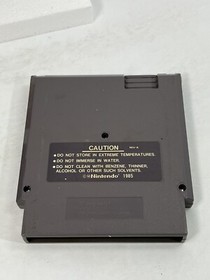 CAUTION
• DO NOT STORE IN EXTREME TEMPERATURES.
• DO NOT IMMERSE IN WATER.
• DO NOT CLEAN WITH BENZENE, THINNER,
ALCOHOL OR OTHER SUCH SOLVENTS.
Nintendo 1985